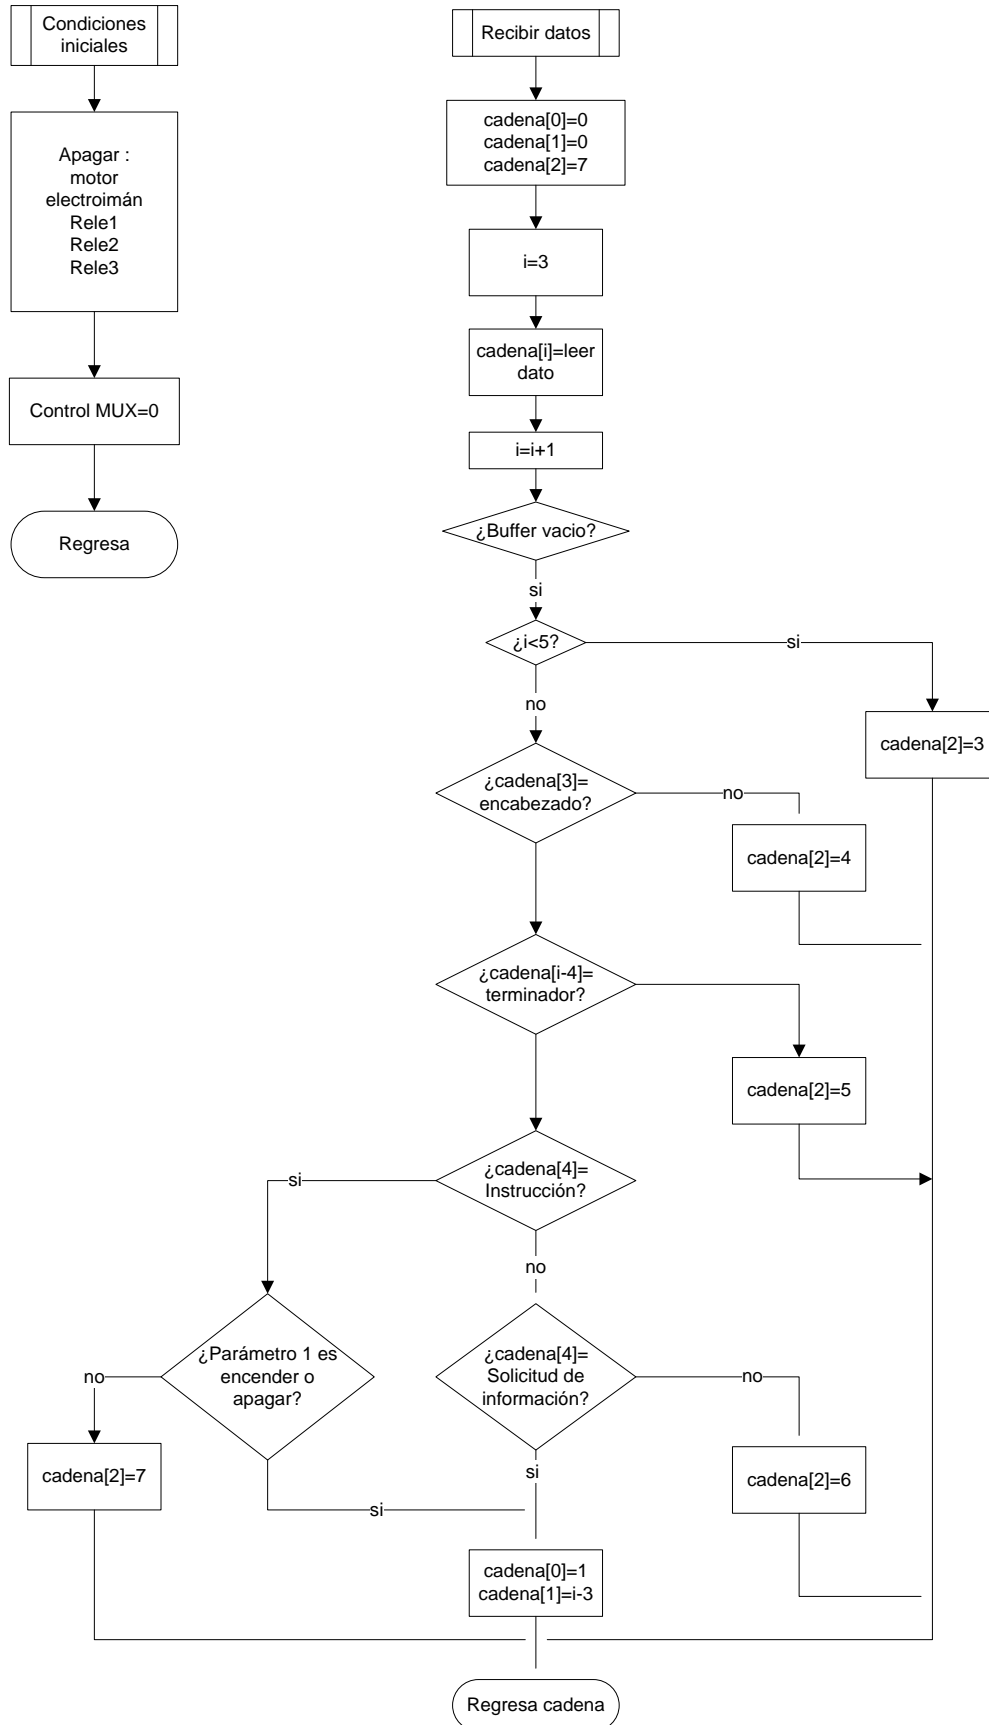 Condiciones
iniciales
Apagar :
motor
electroimán
Rele1
Rele2
Rele3
Control MUX=0
Regresa
Recibir datos
cadena[0]=0
cadena[1]=0
cadena[2]=7
i=3
cadena[i]=leer
dato
i=i+1
¿Buffer vacio?
si
¿i<5?
si
no
cadena[2]=3
¿cadena[3]=
encabezado?
no
cadena[2]=4
¿cadena[i-4]=
terminador?
cadena[2]=5
¿cadena[4]=
Instrucción?
si
no
¿Parámetro 1 es
encender o
apagar?
no
cadena[2]=7
si
¿cadena[4]=
Solicitud de
información?
no
si
cadena[2]=6
cadena[0]=1
cadena[1]=i-3
Regresa cadena